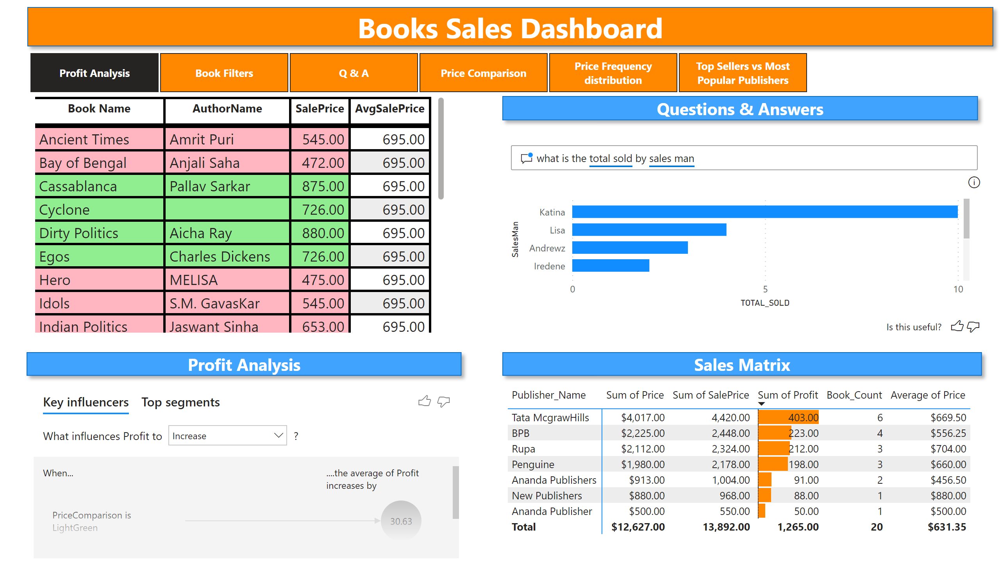 Books Sales Dashboard
Profit Analysis
Book Filters
Q & A
Price Comparison
Price Frequency
distribution
Top Sellers vs Most
Popular Publishers
Book Name AuthorName SalePrice AvgSalePrice
Ancient Times Amrit Puri 545.00 695.00
Bay of Bengal Anjali Saha 472.00 695.00
Cassablanca Pallav Sarkar 875.00 695.00
Cyclone 726.00 695.00
Dirty Politics Aicha Ray 880.00 695.00
Egos Charles Dickens 726.00 695.00
Hero MELISA 475.00 695.00
Idols S.M. GavasKar 545.00 695.00
Indian Politics Jaswant Sinha 653.00 695.00
Questions & Answers
what is the total sold by sales man
SalesMan
Katina
Lisa
Andrewz
Iredene
0 5 10
TOTAL_SOLD
Is this useful?
Profit Analysis
Key influencers Top segments
What influences Profit to Increase ?
When...
....the average of Profit
increases by
PriceComparison is
LightGreen
30.63
Sales Matrix
Publisher_Name Sum of Price Sum of SalePrice Sum of Profit Book_Count Average of Price
Tata McgrawHills $4,017.00 4,420.00 403.00 6 $669.50
BPB $2,225.00 2,448.00 223.00 4 $556.25
Rupa $2,112.00 2,324.00 212.00 3 $704.00
Penguine $1,980.00 2,178.00 198.00 3 $660.00
Ananda Publishers $913.00 1,004.00 91.00 2 $456.50
New Publishers $880.00 968.00 88.00 1 $880.00
Ananda Publisher $500.00 550.00 50.00 1 $500.00
Total $12,627.00 13,892.00 1,265.00 20 $631.35